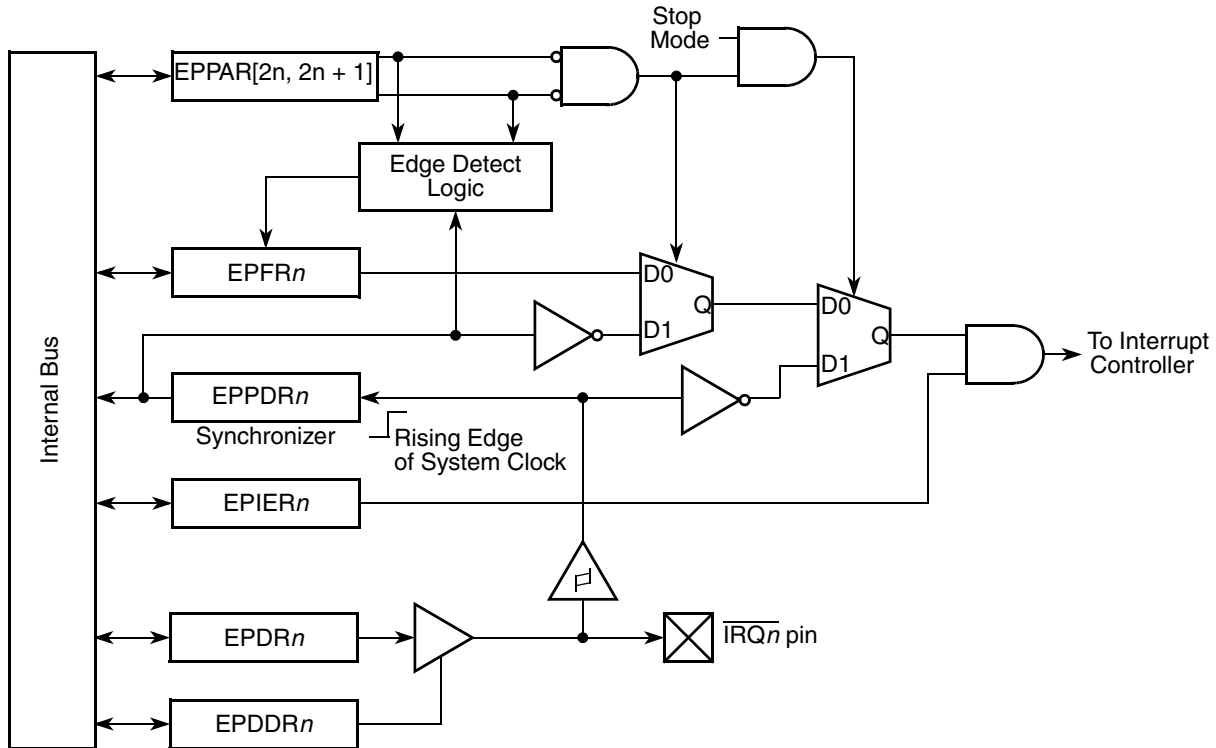 Stop
Mode
EPPAR[2n, 2n + 1]
Edge Detect
Logic
EPFRn
D0
D1
Q
D0
D1
Q
To Interrupt
Controller
Internal Bus
EPPDRn
Synchronizer
Rising Edge
of System Clock
EPIERn
EPDRn
IRQn pin
EPDDRn